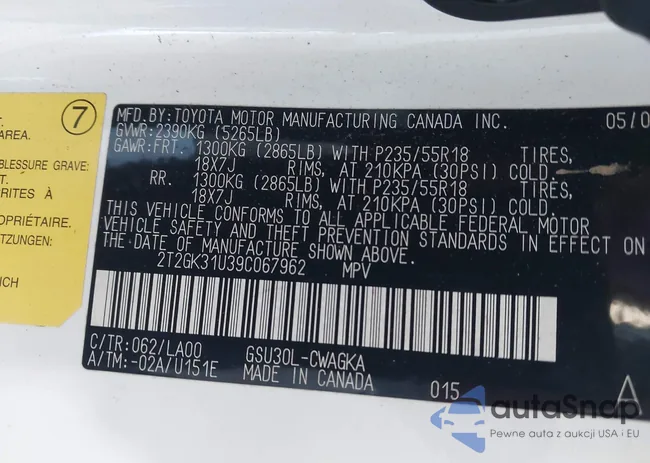 7
T.
AREA.
BLESSURE GRAVE:
RITES À
PROPRIÉTAIRE.
TZUNGEN:
ICH
MFD.BY:TOYOTA MOTOR MANUFACTURING CANADA INC. 05/0
GVWR:2390KG (5265LB)
GAWR:FRT. 1300KG (2865LB) WITH P235/55R18 TIRES,
18X7J RIMS, AT 210KPA (30PSI) COLD.
RR. 1300KG (2865LB) WITH P235/55R18 TIRES,
18X7J RIMS, AT 210KPA (30PSI) COLD.
THIS VEHICLE CONFORMS TO ALL APPLICABLE FEDERAL MOTOR
VEHICLE SAFETY AND THEFT PREVENTION STANDARDS IN EFFECT
THE DATE OF MANUFACTURE SHOWN ABOVE.
2T2GK31U39C067962 MPV
C/TR:062/LA00 GSU30L-CWAGKA
A/TM:-02A/U151E MADE IN CANADA 015 A
autoSnap
Pewne auta z aukcji USA i EU